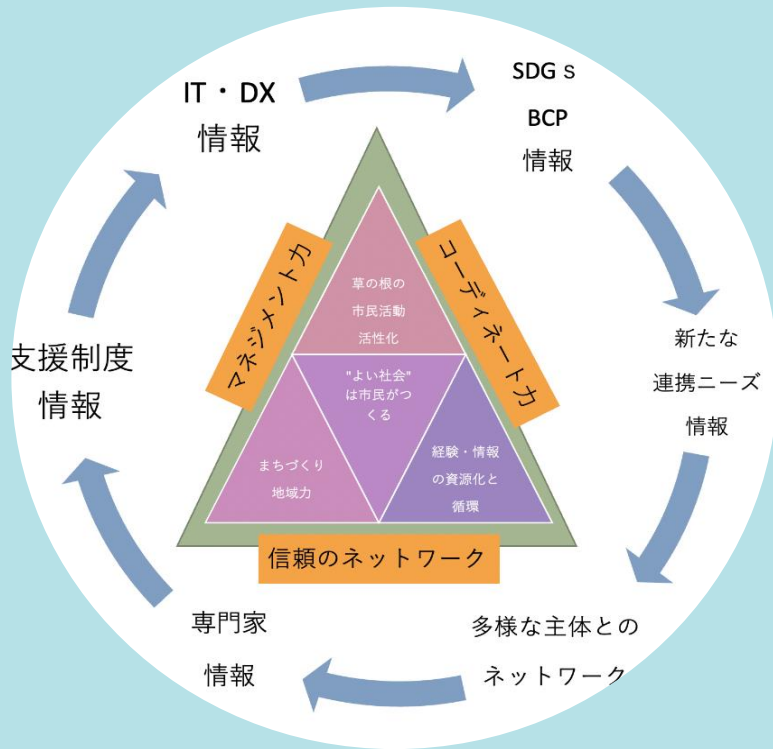 IT・DX
情報
SDGｓ
BCP
情報
新たな
連携ニーズ
情報
多様な主体との
ネットワーク
専門家
情報
支援制度
情報
マネジメント力
コーディネート力
信頼のネットワーク
草の根の
市民活動
活性化
"よい社会"
は市民がつ
くる
まちづくり
地域力
経験・情報
の資源化と
循環